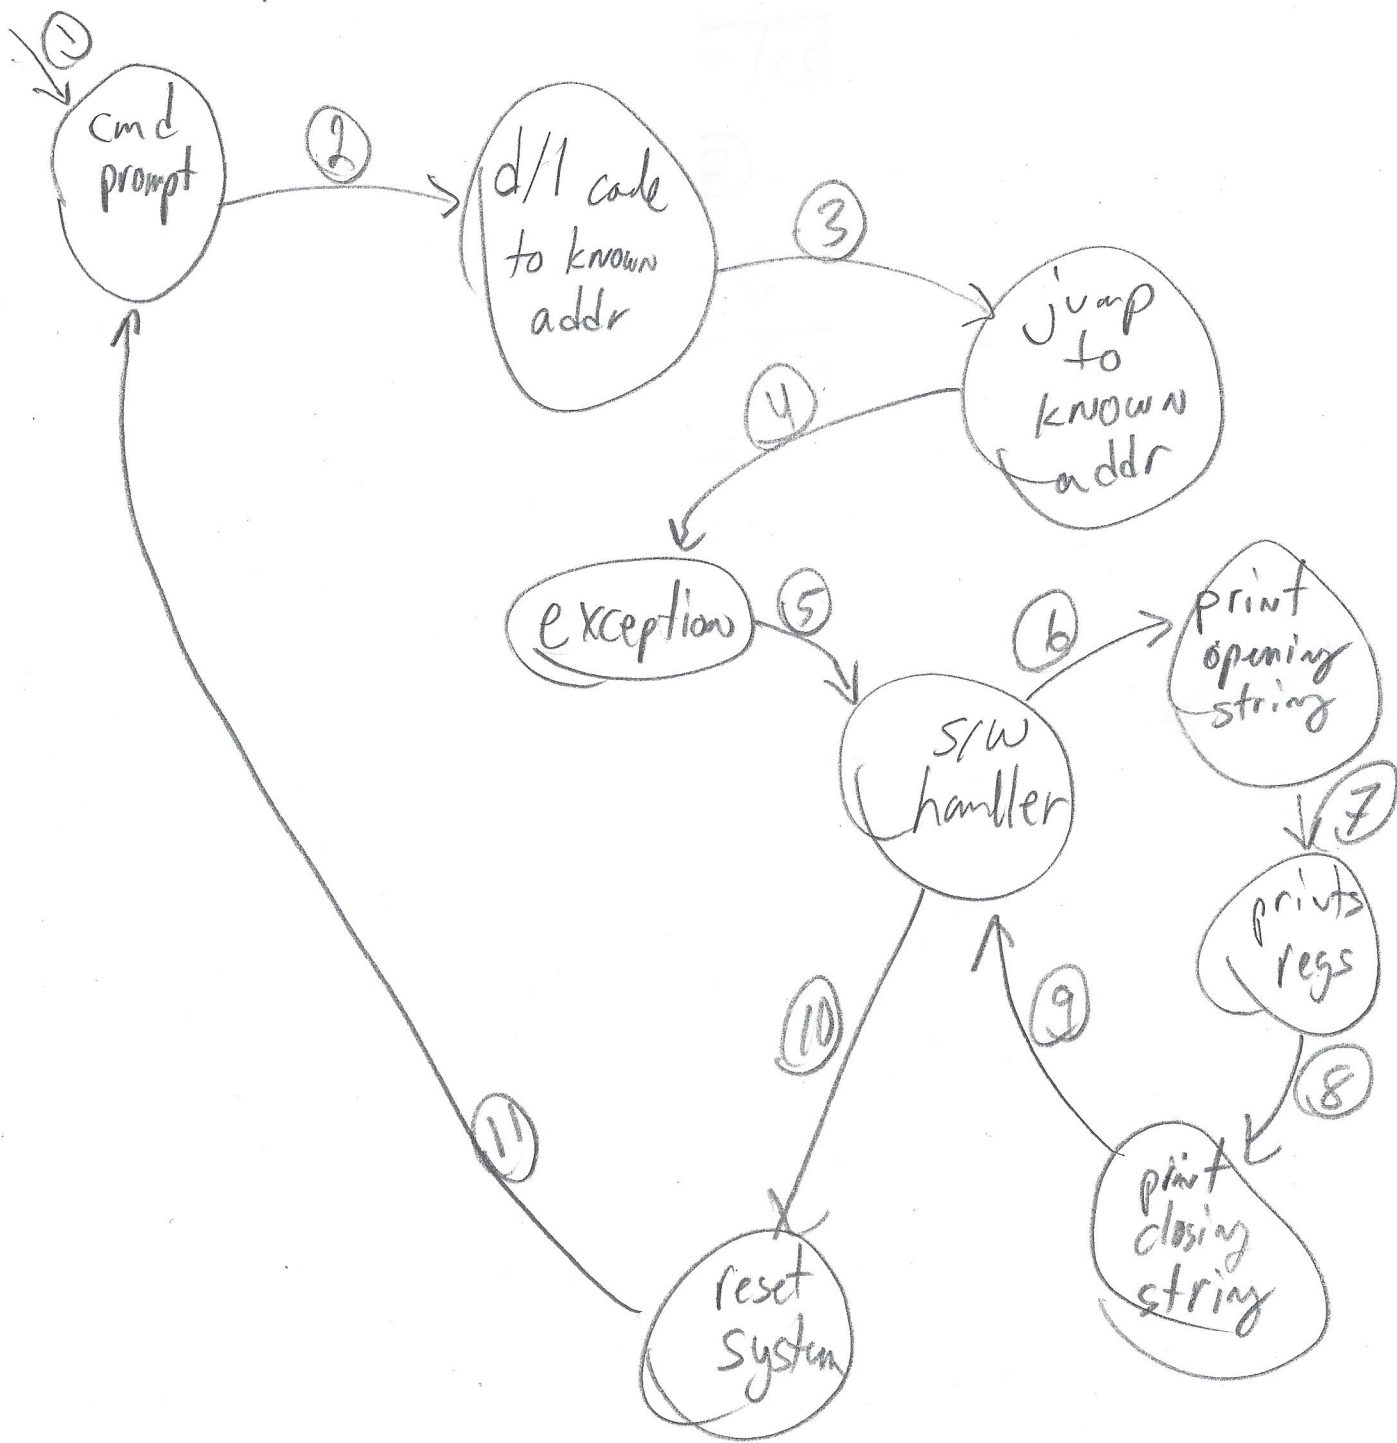 1
cmd
prompt
2
d/l code
to known
addr
3
jump
to
known
addr
4
exception
5
s/w
handler
6
print
opening
string
7
prints
regs
8
print
closing
string
9
10
reset
system
11